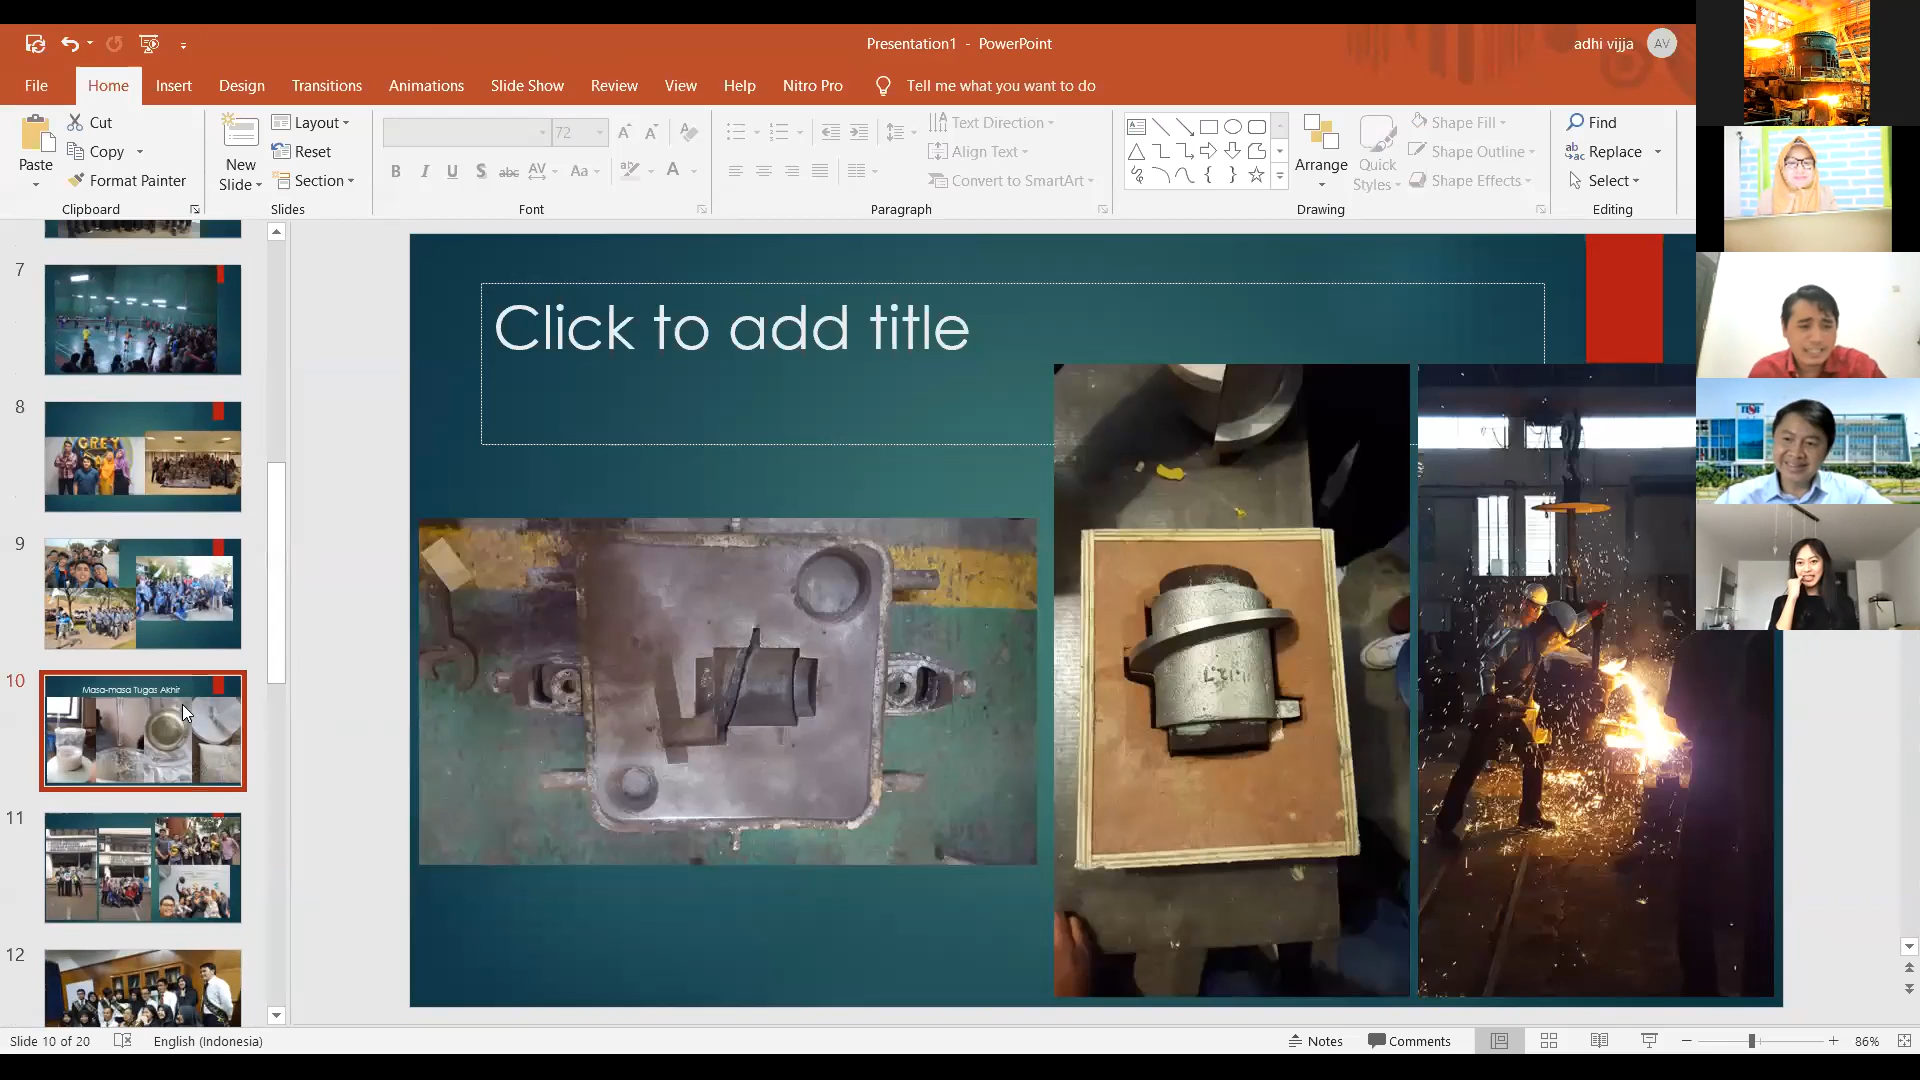 Presentation1 - PowerPoint
adhi vijja
AV
File
Home
Insert
Design
Transitions
Animations
Slide Show
Review
View
Help
Nitro Pro
Tell me what you want to do
Paste
Cut
Copy
Format Painter
Clipboard
New
Slide
Layout
Reset
Section
Slides
72
B I U S abc AV Aa A
Font
Text Direction
Align Text
Convert to SmartArt
Paragraph
Arrange
Quick
Styles
Shape Fill
Shape Outline
Shape Effects
Drawing
Find
Replace
Select
Editing
7
8
GREY
9
10
Masa-masa Tugas Akhir
11
12
Click to add title
Slide 10 of 20
English (Indonesia)
Notes
Comments
86%